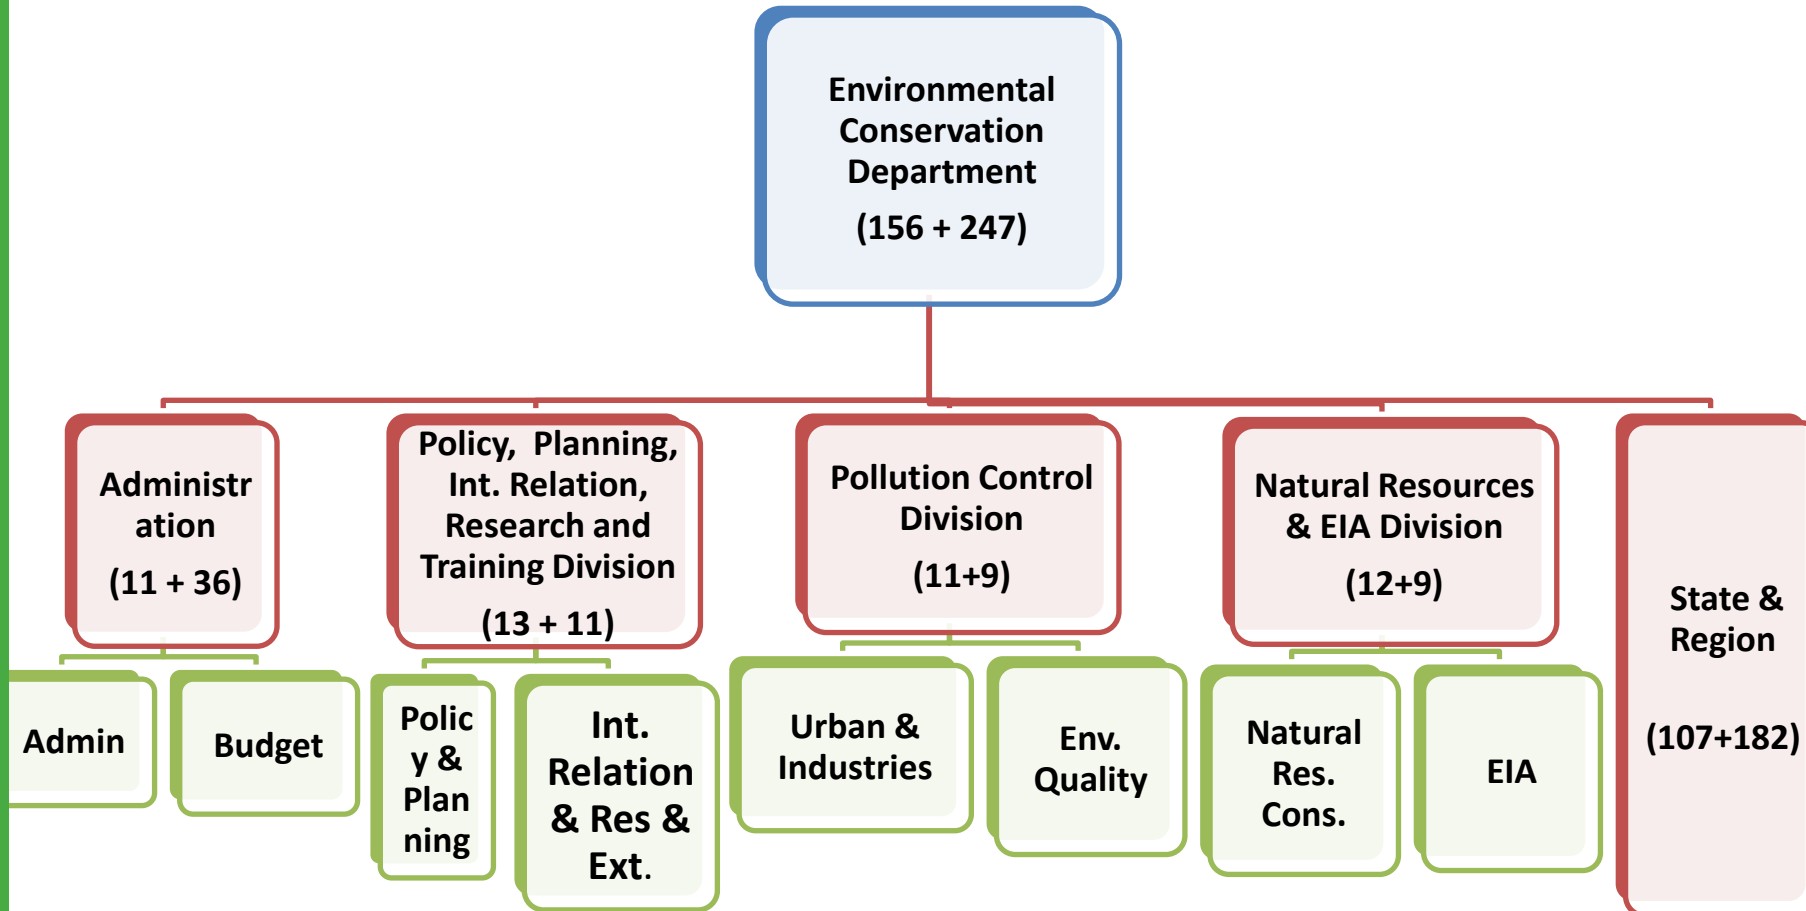 Environmental
Conservation
Department
(156 + 247)
Administr
ation
(11 + 36)
Policy, Planning,
Int. Relation,
Research and
Training Division
(13 + 11)
Pollution Control
Division
(11+9)
Natural Resources
& EIA Division
(12+9)
State &
Region
(107+182)
Admin
Budget
Polic
y &
Plan
ning
Int.
Relation
& Res &
Ext.
Urban &
Industries
Env.
Quality
Natural
Res.
Cons.
EIA